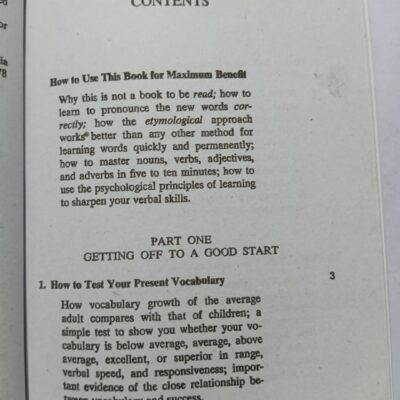 CONTENTS
How to Use This Book for Maximum Benefit
Why this is not a book to be read; how to
learn to pronounce the new words cor-
rectly; how the etymological approach
works better than any other method for
learning words quickly and permanently;
how to master nouns, verbs, adjectives,
and adverbs in five to ten minutes; how to
use the psychological principles of learning
to sharpen your verbal skills.
PART ONE
GETTING OFF TO A GOOD START
1. How to Test Your Present Vocabulary 3
How vocabulary growth of the average
adult compares with that of children; a
simple test to show you whether your vo-
cabulary is below average, average, above
average, excellent, or superior in range,
verbal speed, and responsiveness; impor-
tant evidence of the close relationship be-
tween vocabulary and success.